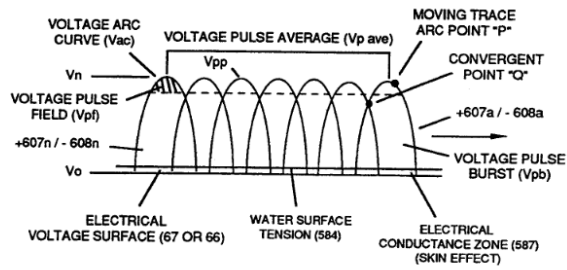 VOLTAGE ARC
CURVE (Vac)
VOLTAGE PULSE AVERAGE (Vp ave)
MOVING TRACE
ARC POINT "P"
Vpp
CONVERGENT
POINT "Q"
Vn
VOLTAGE PULSE
FIELD (Vpf)
+607a / - 608a
+607n / - 608n
VOLTAGE PULSE
BURST (Vpb)
Vo
ELECTRICAL
VOLTAGE SURFACE (67 OR 66)
WATER SURFACE
TENSION (584)
ELECTRICAL
CONDUCTANCE ZONE (587)
(SKIN EFFECT)